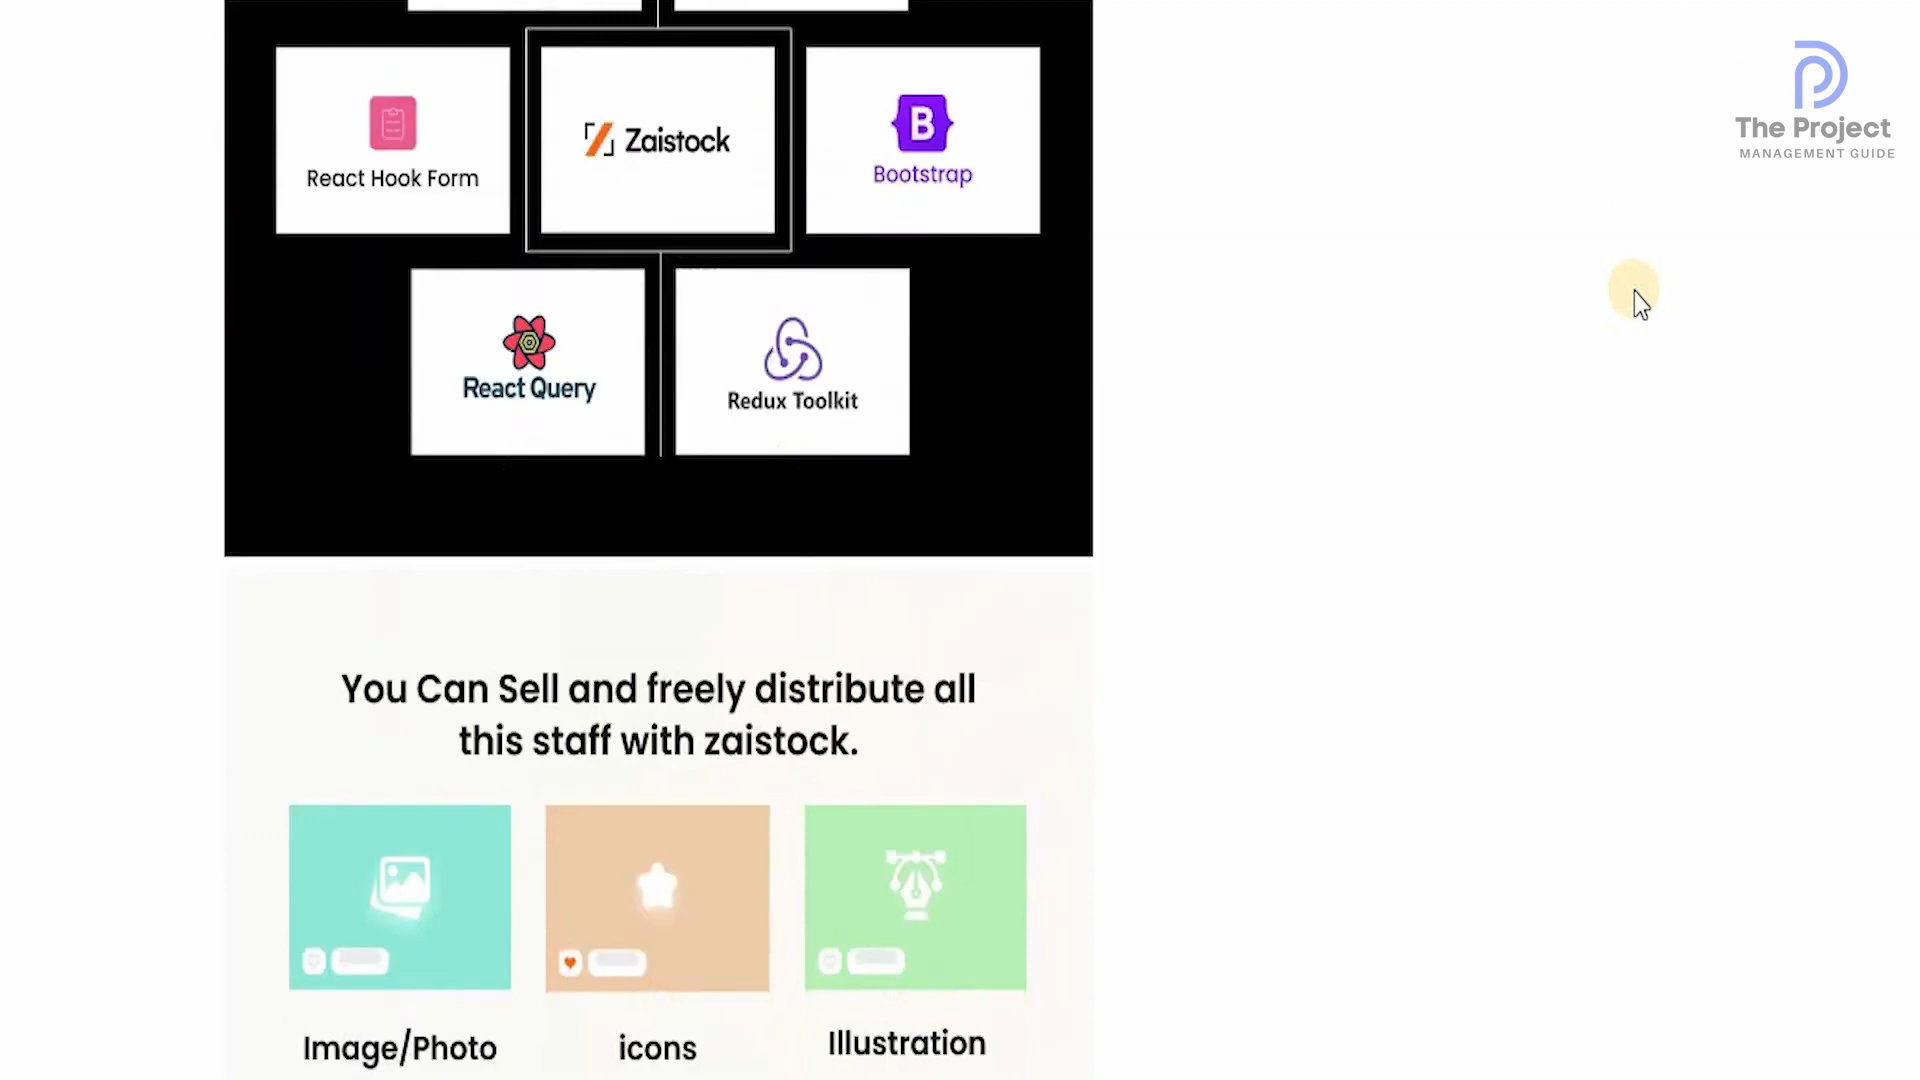 The Project
MANAGEMENT GUIDE
React Hook Form
Zaistock
B
Bootstrap
React Query
Redux Toolkit
You Can Sell and freely distribute all
this staff with zaistock.
Image/Photo
icons
Illustration